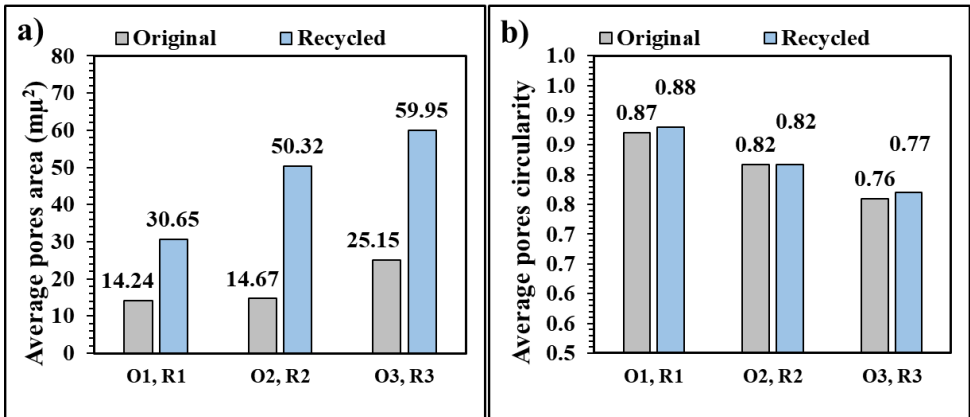 a)
Original Recycled
Average pores area (mμ²)
80
70
60
50
40
30
20
10
0
14.24
30.65
14.67
50.32
25.15
59.95
O1, R1
O2, R2
O3, R3
b)
Original Recycled
Average pores circularity
1.0
1.0
0.9
0.9
0.8
0.8
0.7
0.7
0.6
0.6
0.5
0.87
0.88
0.82
0.82
0.76
0.77
O1, R1
O2, R2
O3, R3